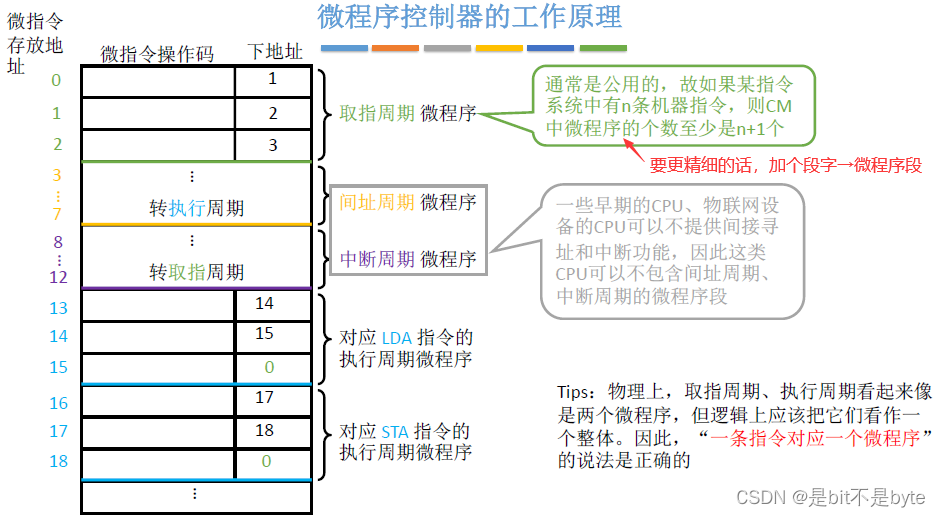 微程序控制器的工作原理
微指令
存放地
址
微指令操作码 下地址
0 1
1 2
2 3
取指周期 微程序
通常是公用的，故如果某指令
系统中有n条机器指令，则CM
中微程序的个数至少是n+1个
要更精细的话，加个段字→微程序段
3 ⋮
⋮
7 转执行周期
间址周期 微程序
8 ⋮
⋮
12 转取指周期
中断周期 微程序
一些早期的CPU、物联网设
备的CPU可以不提供间接寻
址和中断功能，因此这类
CPU可以不包含间址周期、
中断周期的微程序段
13 14
14 15
15 0
对应 LDA 指令的
执行周期微程序
16 17
17 18
18 0
对应 STA 指令的
执行周期微程序
⋮
Tips：物理上，取指周期、执行周期看起来像
是两个微程序，但逻辑上应该把它们看作一
个整体。因此，“一条指令对应一个微程序”
的说法是正确的
CSDN @是bit不是byte